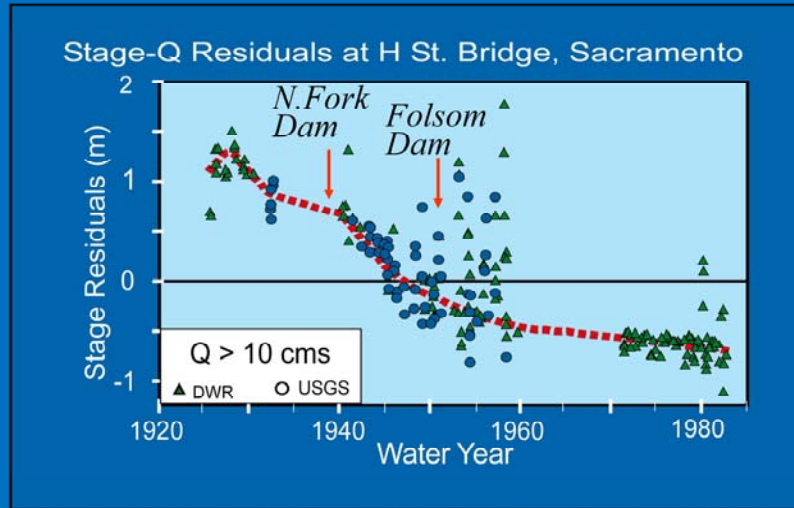 Stage-Q Residuals at H St. Bridge, Sacramento
2
N.Fork
Dam
Folsom
Dam
1
0
-1
Stage Residuals (m)
Q > 10 cms
DWR USGS
1920 1940 1960 1980
Water Year